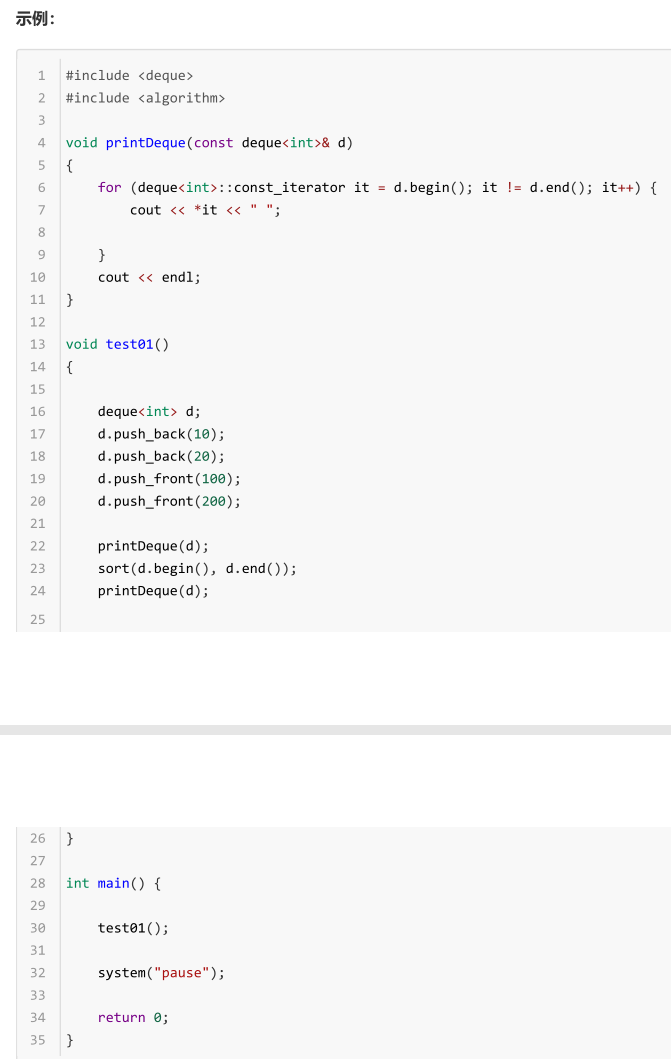 示例：
1 #include <deque>
2 #include <algorithm>
3
4 void printDeque(const deque<int>& d)
5 {
6     for (deque<int>::const_iterator it = d.begin(); it != d.end(); it++) {
7         cout << *it << " ";
8
9     }
10     cout << endl;
11 }
12
13 void test01()
14 {
15
16     deque<int> d;
17     d.push_back(10);
18     d.push_back(20);
19     d.push_front(100);
20     d.push_front(200);
21
22     printDeque(d);
23     sort(d.begin(), d.end());
24     printDeque(d);
25
26 }
27
28 int main() {
29
30     test01();
31
32     system("pause");
33
34     return 0;
35 }